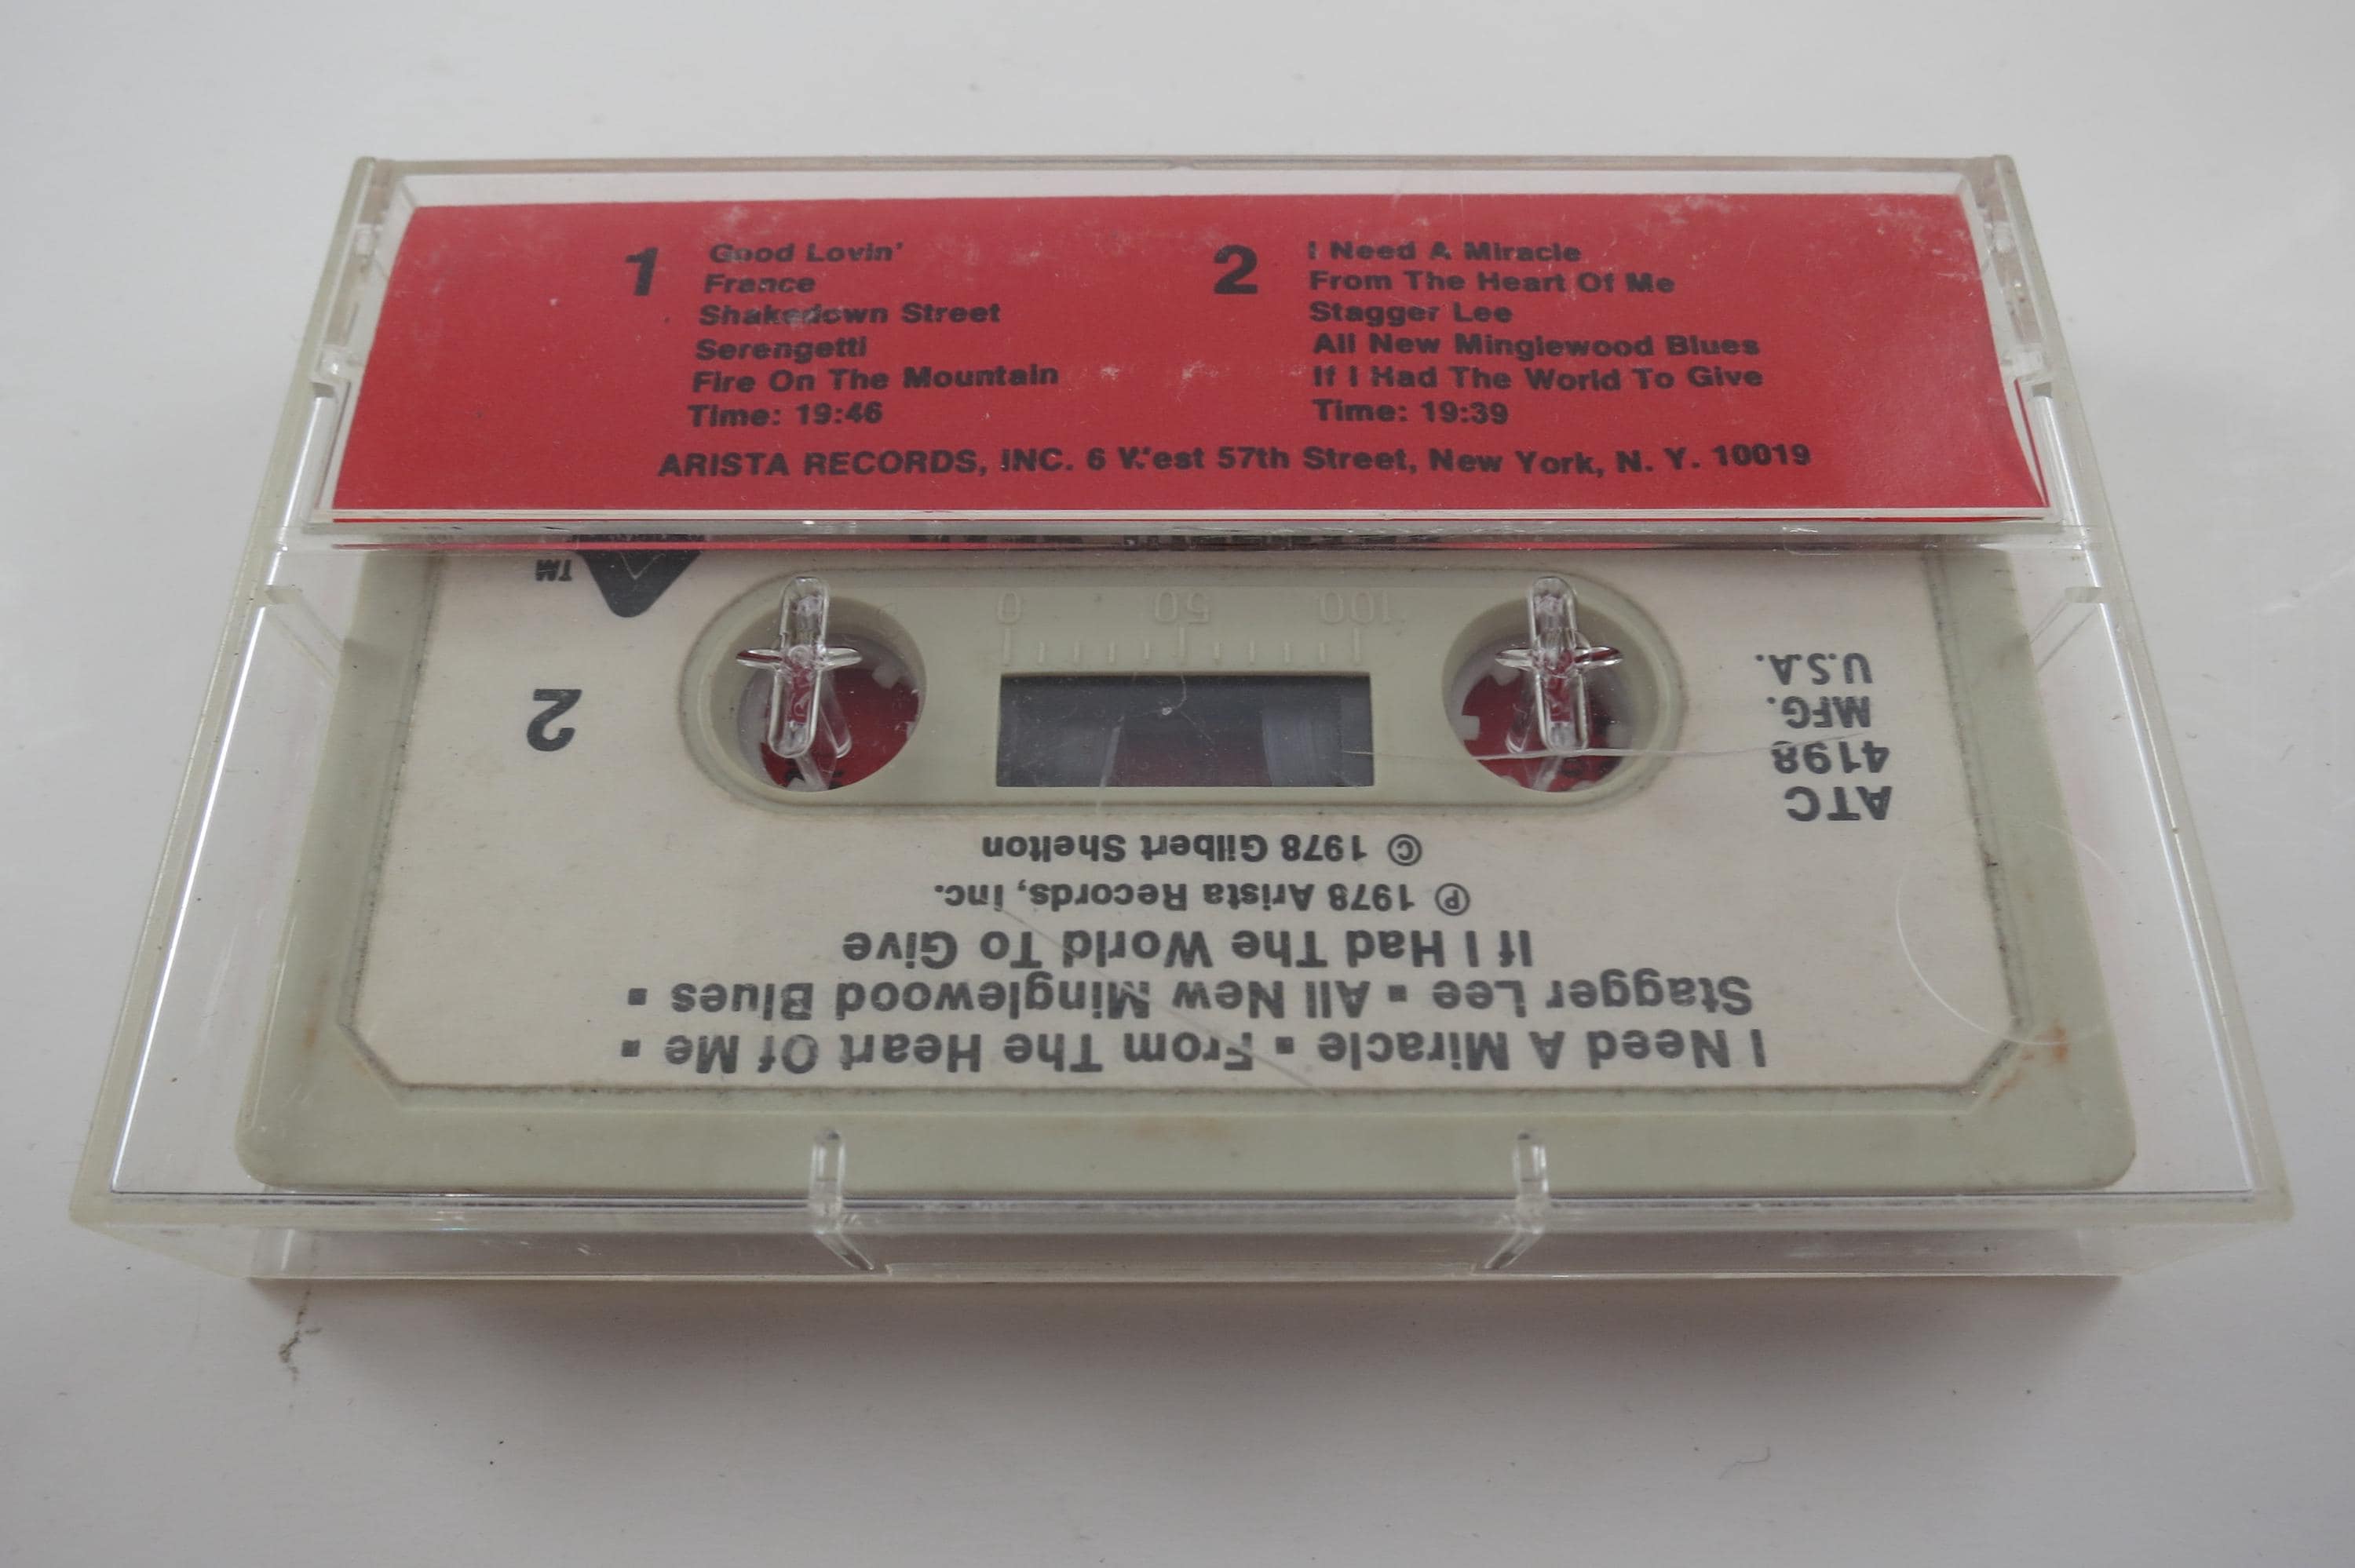 1
Good Lovin'
France
Shakedown Street
Serengetti
Fire On The Mountain
Time: 19:46
2
I Need A Miracle
From The Heart Of Me
Stagger Lee
All New Minglewood Blues
If I Had The World To Give
Time: 19:39
ARISTA RECORDS, INC. 6 West 57th Street, New York, N. Y. 10019
I Need A Miracle ▪ From The Heart Of Me ▪
Stagger Lee ▪ All New Minglewood Blues ▪
If I Had The World To Give
℗ 1978 Arista Records, Inc.
© 1978 Gilbert Shelton
ATC
4198
MFG.
U.S.A.
2
100 50 0
TM